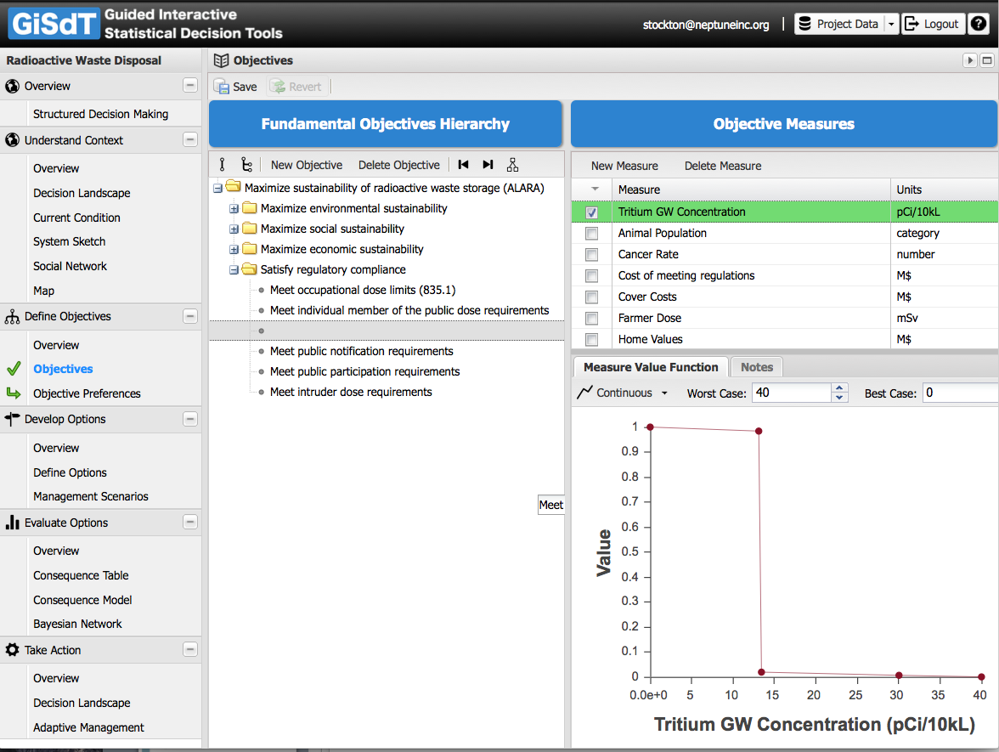 GiSdT Guided Interactive
Statistical Decision Tools
stockton@neptuneinc.org | Project Data Logout ?
Radioactive Waste Disposal
Overview
Structured Decision Making
Understand Context
Overview
Decision Landscape
Current Condition
System Sketch
Social Network
Map
Define Objectives
Overview
Objectives
Objective Preferences
Develop Options
Overview
Define Options
Management Scenarios
Evaluate Options
Overview
Consequence Table
Consequence Model
Bayesian Network
Take Action
Overview
Decision Landscape
Adaptive Management
Objectives
Save Revert
Fundamental Objectives Hierarchy
New Objective Delete Objective
Maximize sustainability of radioactive waste storage (ALARA)
Maximize environmental sustainability
Maximize social sustainability
Maximize economic sustainability
Satisfy regulatory compliance
Meet occupational dose limits (835.1)
Meet individual member of the public dose requirements
Meet public notification requirements
Meet public participation requirements
Meet intruder dose requirements
Meet
Objective Measures
New Measure Delete Measure
Measure Units
Tritium GW Concentration pCi/10kL
Animal Population category
Cancer Rate number
Cost of meeting regulations M$
Cover Costs M$
Farmer Dose mSv
Home Values M$
Measure Value Function Notes
Continuous Worst Case: 40 Best Case: 0
1
0.9
0.8
0.7
0.6
0.5
0.4
0.3
0.2
0.1
0
Value
0.0e+0 5 10 15 20 25 30 35 40
Tritium GW Concentration (pCi/10kL)